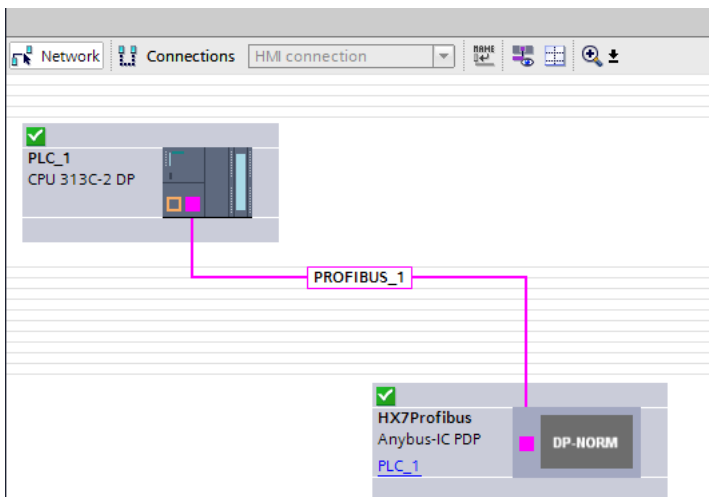 Network Connections HMI connection NAME
PLC_1
CPU 313C-2 DP
PROFIBUS_1
HX7Profibus
Anybus-IC PDP
DP-NORM
PLC_1